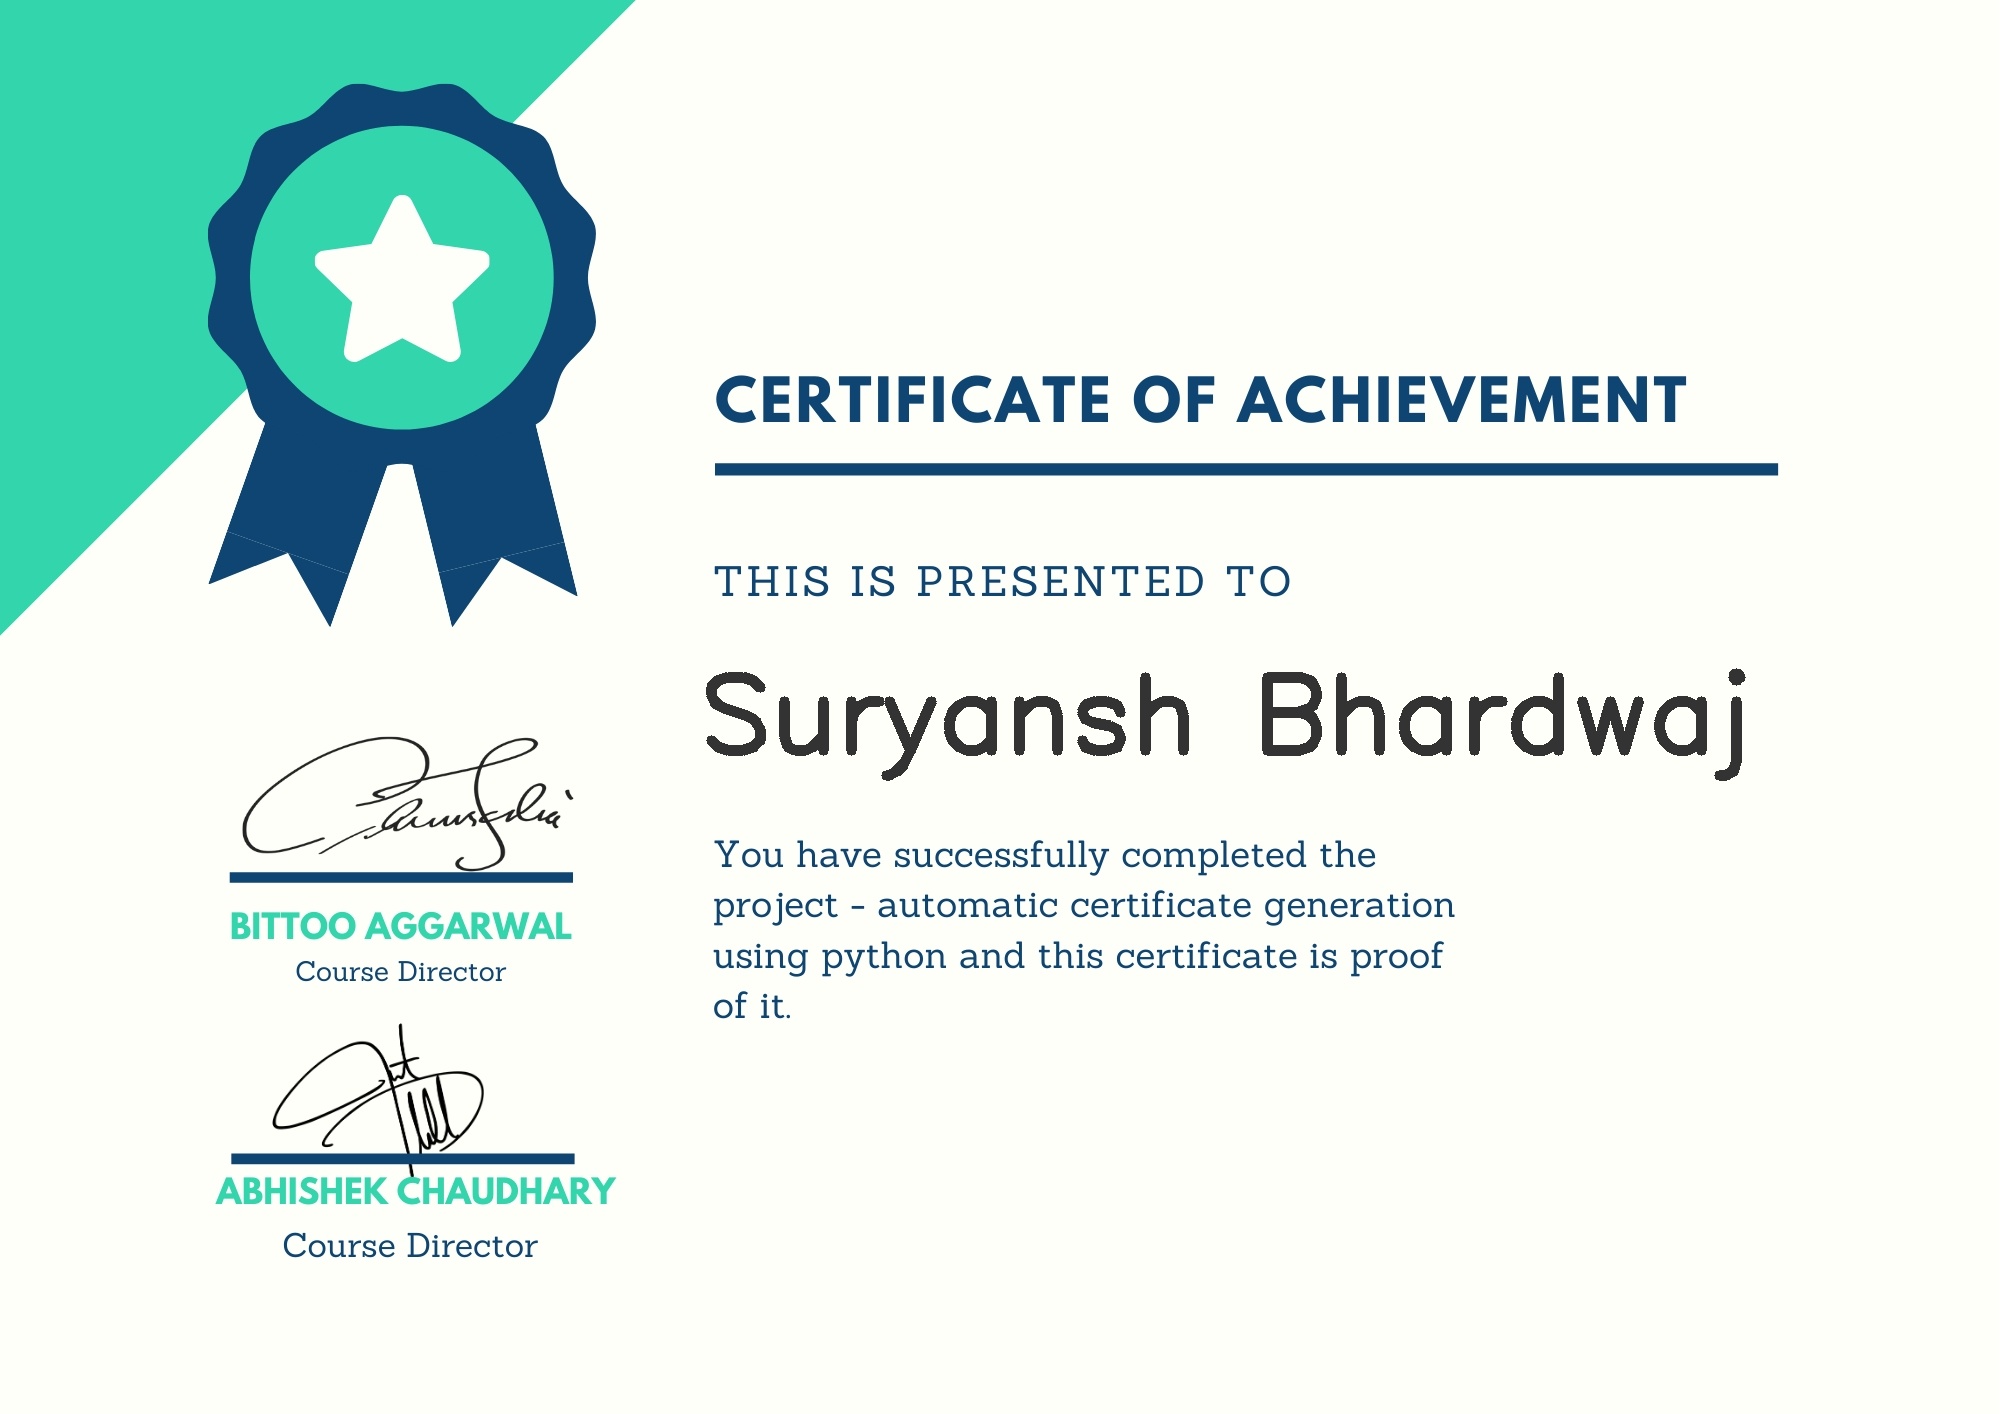 CERTIFICATE OF ACHIEVEMENT
THIS IS PRESENTED TO
Suryansh Bhardwaj
You have successfully completed the
project - automatic certificate generation
using python and this certificate is proof
of it.
BITTOO AGGARWAL
Course Director
ABHISHEK CHAUDHARY
Course Director